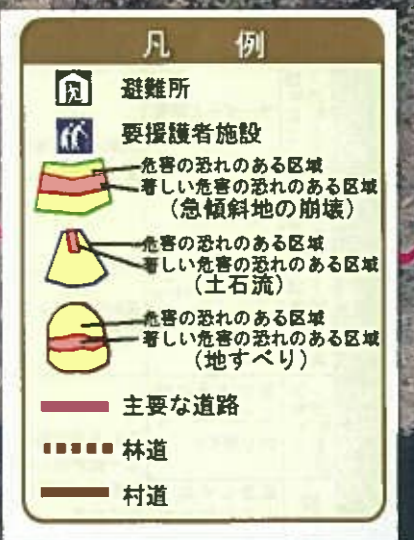 凡 例
避難所
要援護者施設
危害の恐れのある区域
著しい危害の恐れのある区域
(急傾斜地の崩壊)
危害の恐れのある区域
著しい危害の恐れのある区域
(土石流)
危害の恐れのある区域
著しい危害の恐れのある区域
(地すべり)
主要な道路
林道
村道